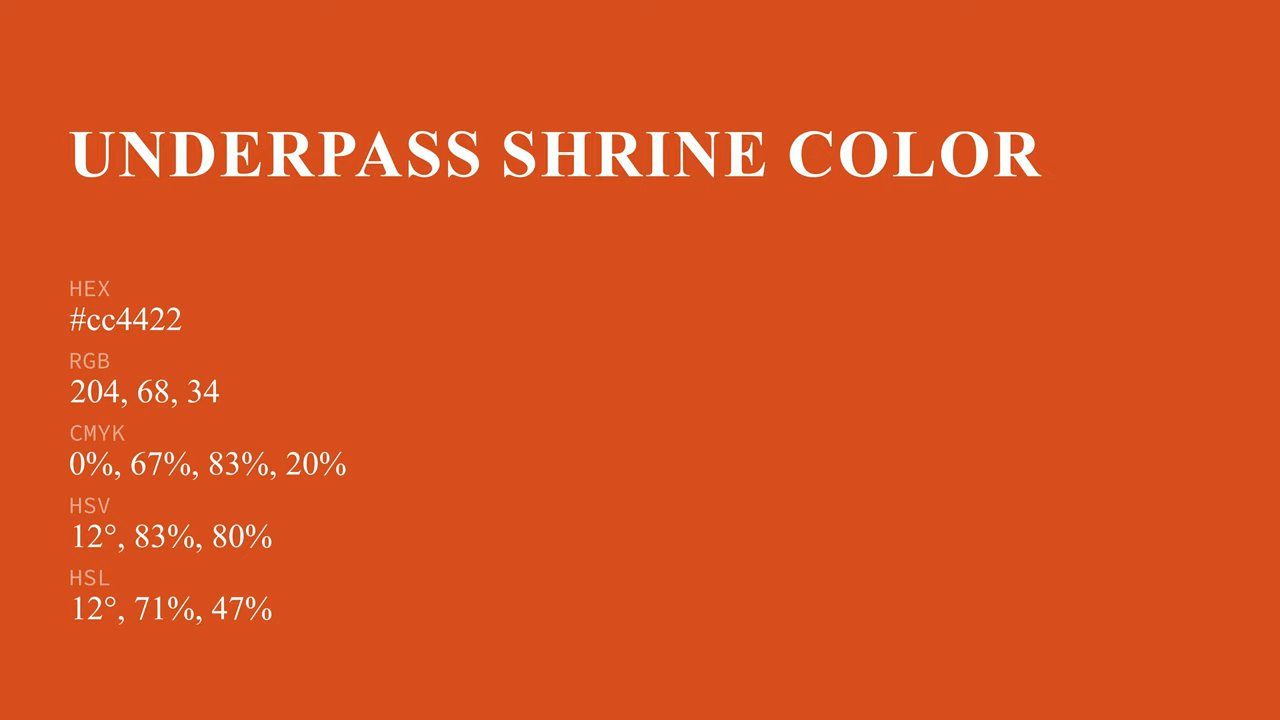 UNDERPASS SHRINE COLOR
HEX
#cc4422
RGB
204, 68, 34
CMYK
0%, 67%, 83%, 20%
HSV
12°, 83%, 80%
HSL
12°, 71%, 47%